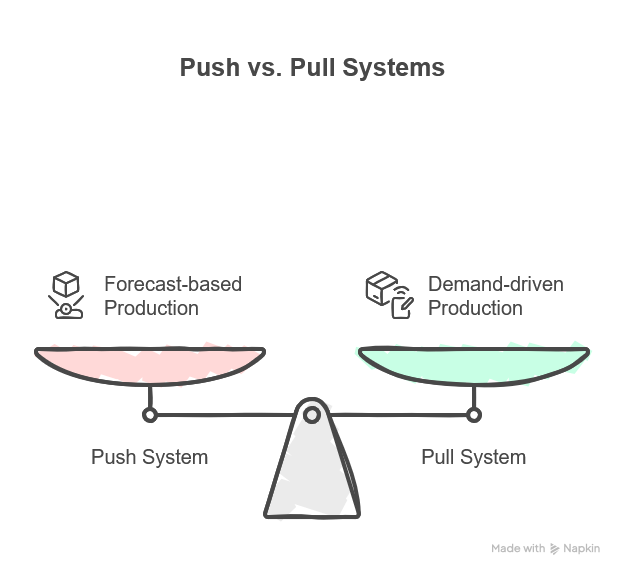 Push vs. Pull Systems
Forecast-based
Production
Demand-driven
Production
Push System
Pull System
Made with Napkin